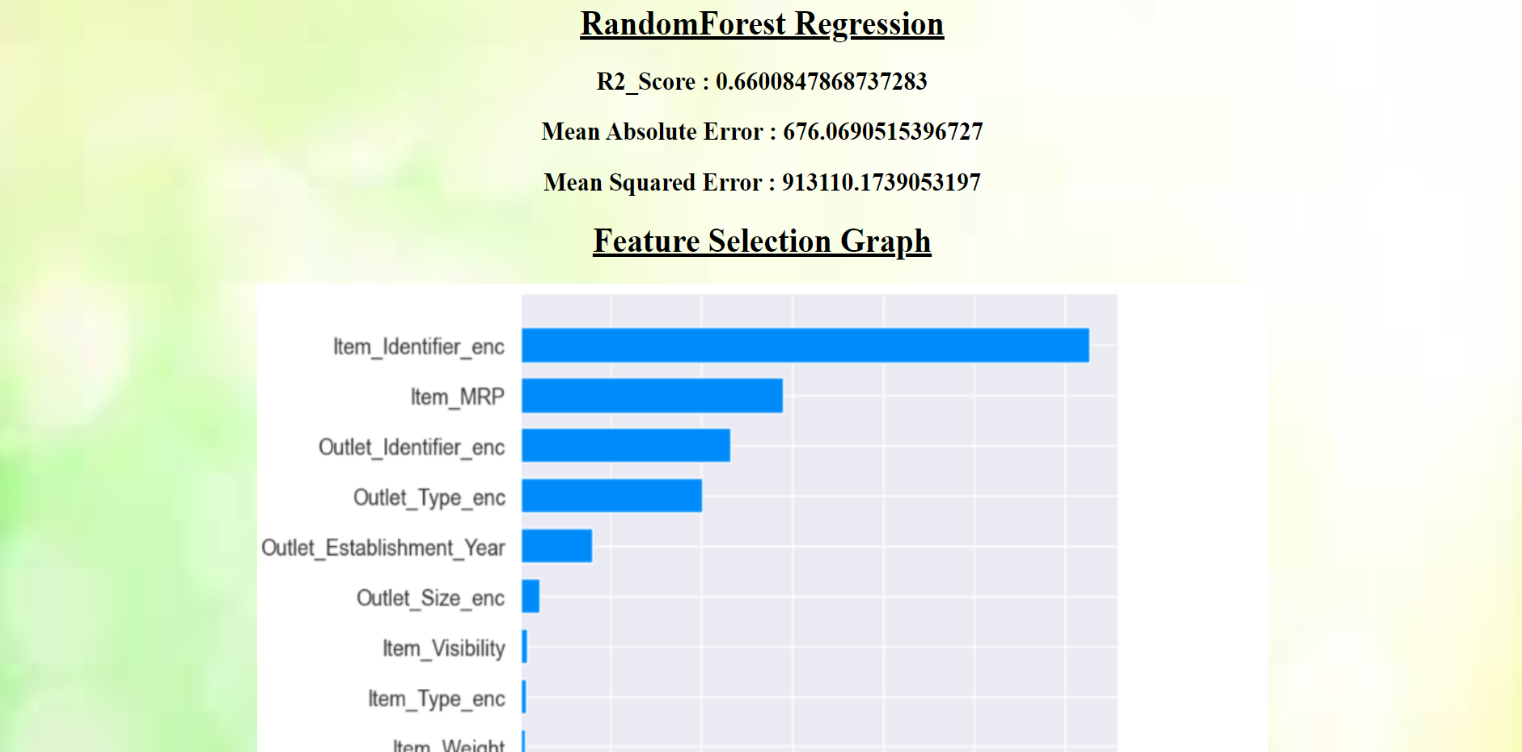 RandomForest Regression
R2_Score : 0.6600847868737283
Mean Absolute Error : 676.0690515396727
Mean Squared Error : 913110.1739053197
Feature Selection Graph
Item_Identifier_enc
Item_MRP
Outlet_Identifier_enc
Outlet_Type_enc
Outlet_Establishment_Year
Outlet_Size_enc
Item_Visibility
Item_Type_enc
Item_Weight